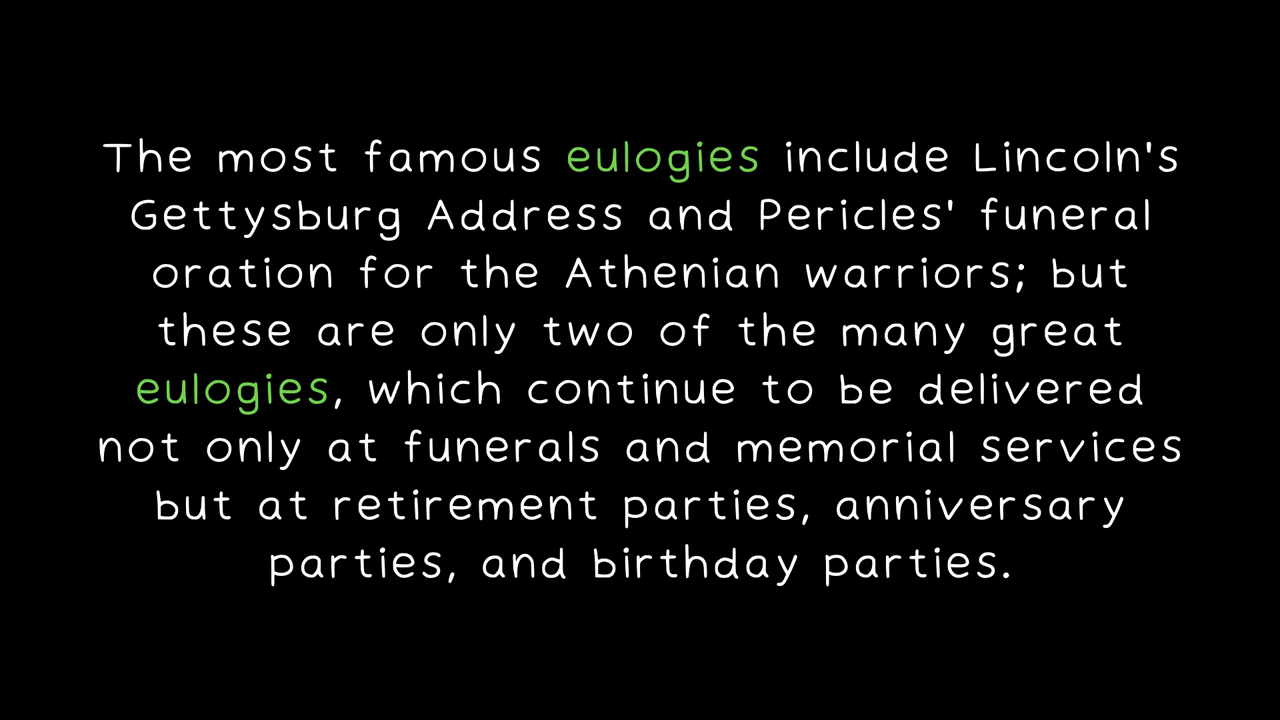 The most famous eulogies include Lincoln's
Gettysburg Address and Pericles' funeral
oration for the Athenian warriors; but
these are only two of the many great
eulogies, which continue to be delivered
not only at funerals and memorial services
but at retirement parties, anniversary
parties, and birthday parties.